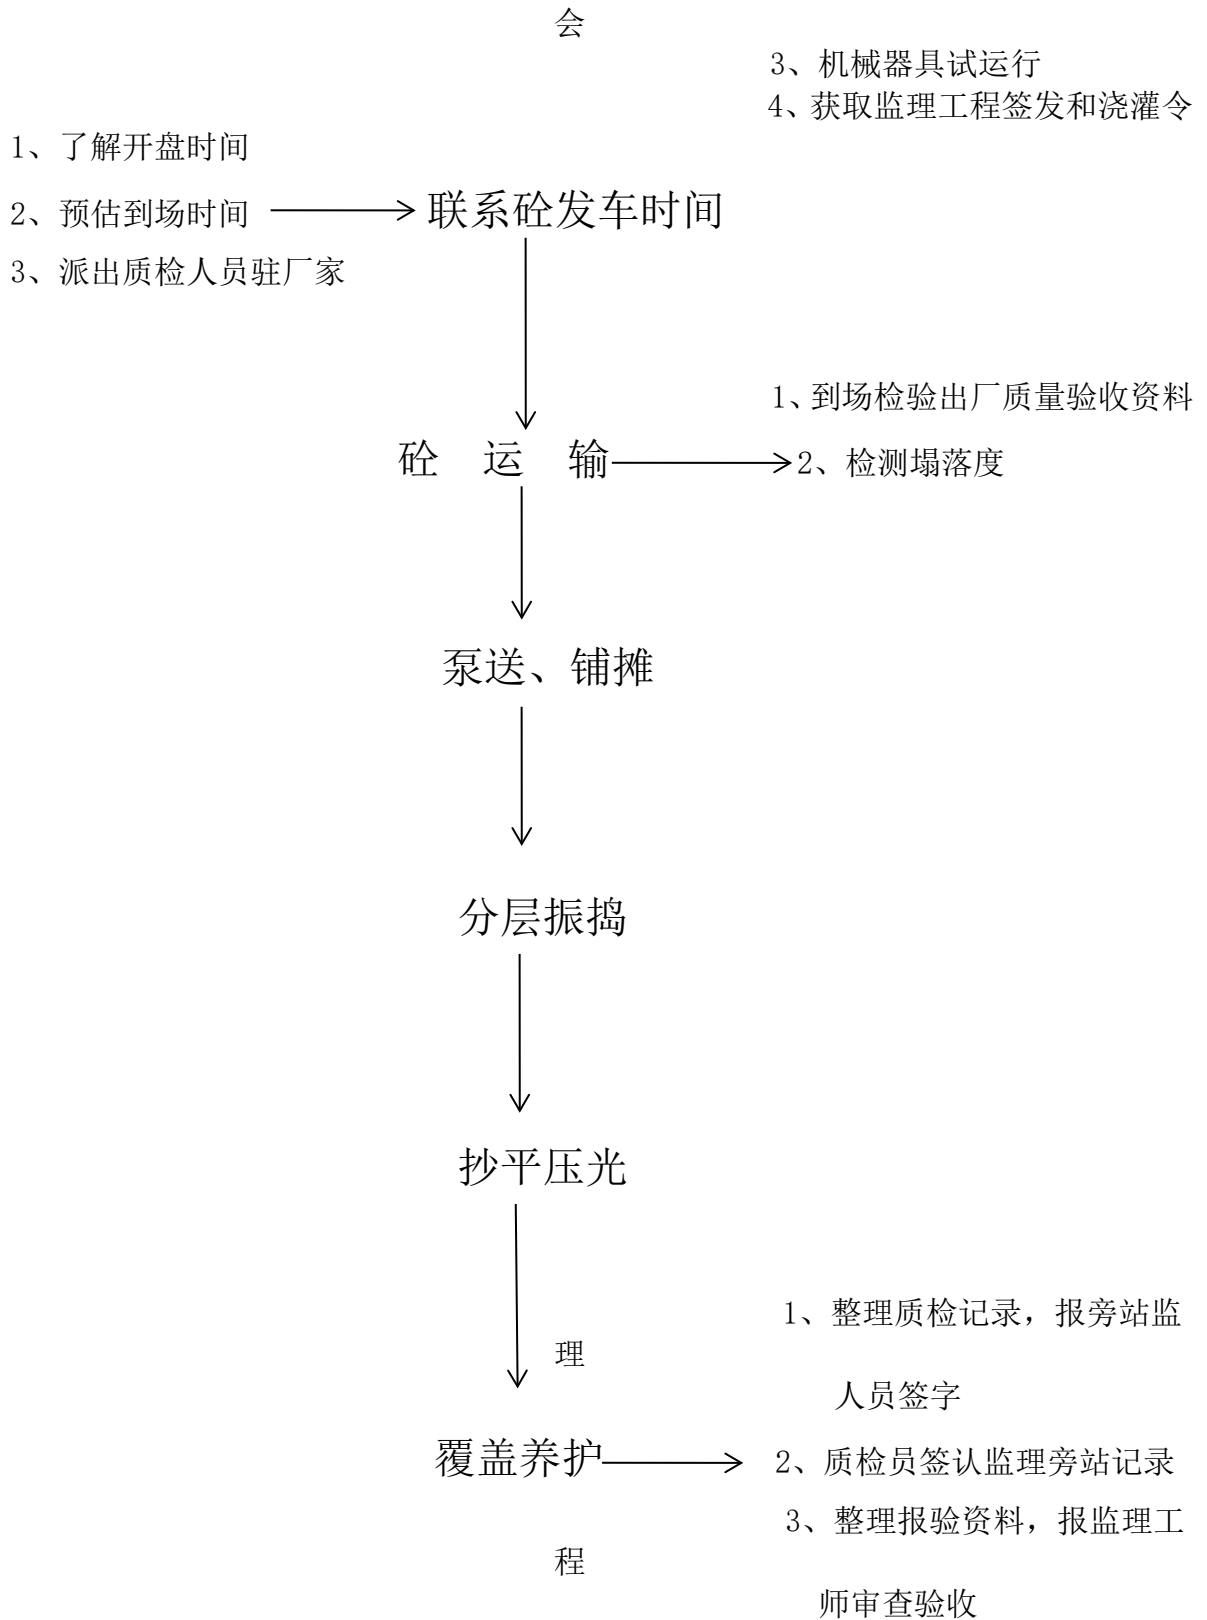 会
3、机械器具试运行
4、获取监理工程签发和浇灌令
1、了解开盘时间
2、预估到场时间
联系砼发车时间
3、派出质检人员驻厂家
1、到场检验出厂质量验收资料
砼 运 输
2、检测塌落度
泵送、铺摊
分层振捣
抄平压光
1、整理质检记录，报旁站监
理
人员签字
覆盖养护
2、质检员签认监理旁站记录
3、整理报验资料，报监理工
程
师审查验收